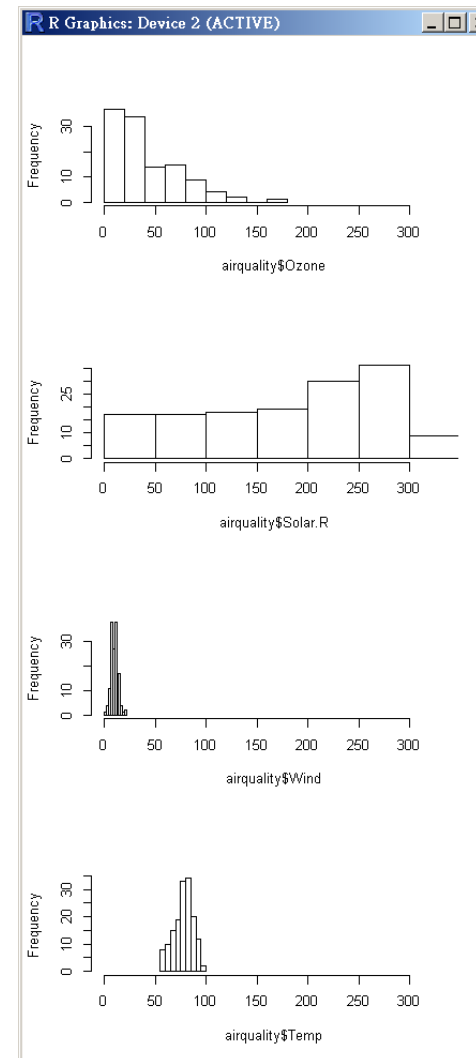 R R Graphics: Device 2 (ACTIVE)
Frequency
0 10 30
0 50 100 150 200 250 300
airquality$Ozone
Frequency
0 10 25
0 50 100 150 200 250 300
airquality$Solar.R
Frequency
0 10 30
0 50 100 150 200 250 300
airquality$Wind
Frequency
0 10 20 30
0 50 100 150 200 250 300
airquality$Temp